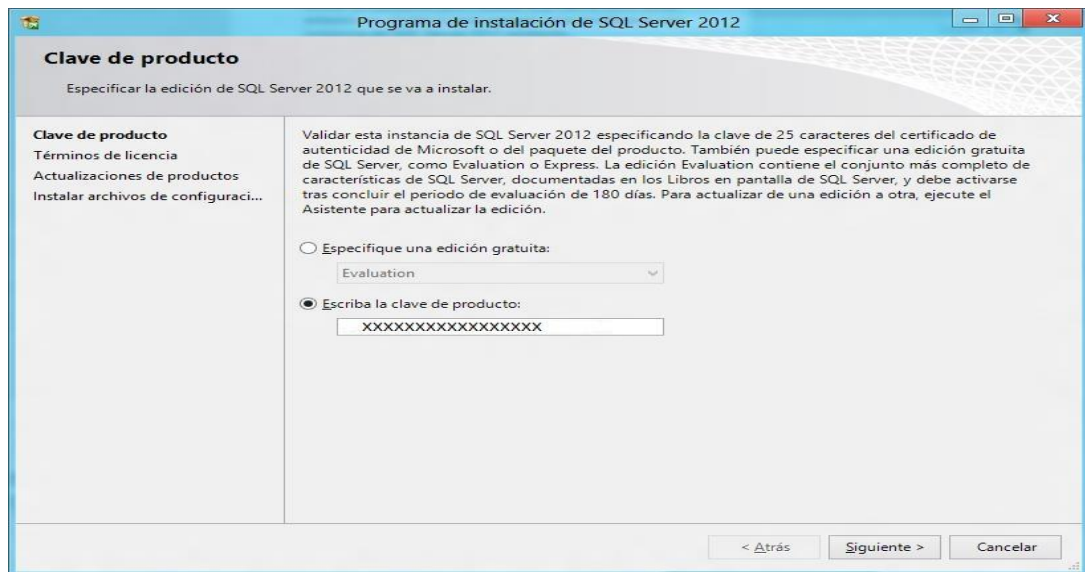 Programa de instalación de SQL Server 2012
Clave de producto
Especificar la edición de SQL Server 2012 que se va a instalar.
Clave de producto
Términos de licencia
Actualizaciones de productos
Instalar archivos de configuraci...
Validar esta instancia de SQL Server 2012 especificando la clave de 25 caracteres del certificado de
autenticidad de Microsoft o del paquete del producto. También puede especificar una edición gratuita
de SQL Server, como Evaluation o Express. La edición Evaluation contiene el conjunto más completo de
características de SQL Server, documentadas en los Libros en pantalla de SQL Server, y debe activarse
tras concluir el periodo de evaluación de 180 días. Para actualizar de una edición a otra, ejecute el
Asistente para actualizar la edición.
Especifique una edición gratuita:
Evaluation
Escriba la clave de producto:
XXXXXXXXXXXXXXXXX
< Atrás
Siguiente >
Cancelar